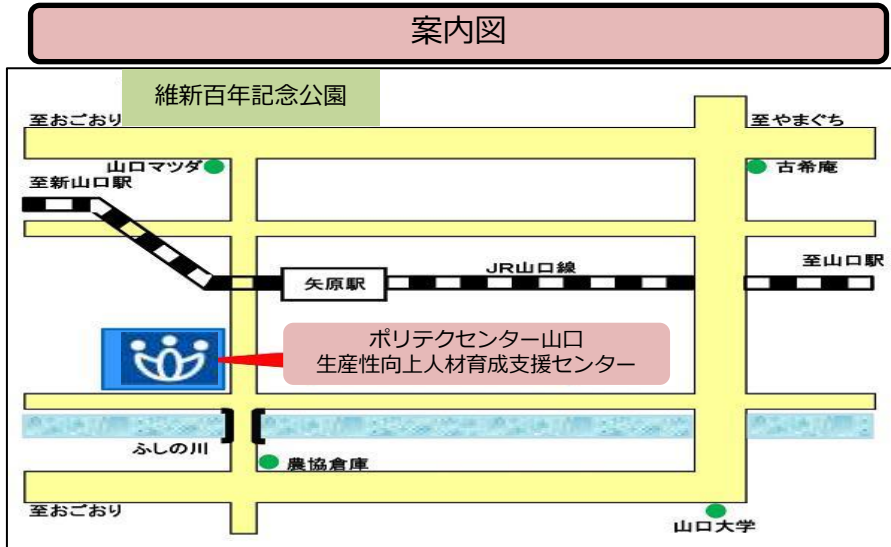 案内図
維新百年記念公園
至おごおり
至やまぐち
山口マツダ
古希庵
至新山口駅
JR山口線
至山口駅
矢原駅
ポリテクセンター山口
生産性向上人材育成支援センター
ふしの川
農協倉庫
至おごおり
山口大学